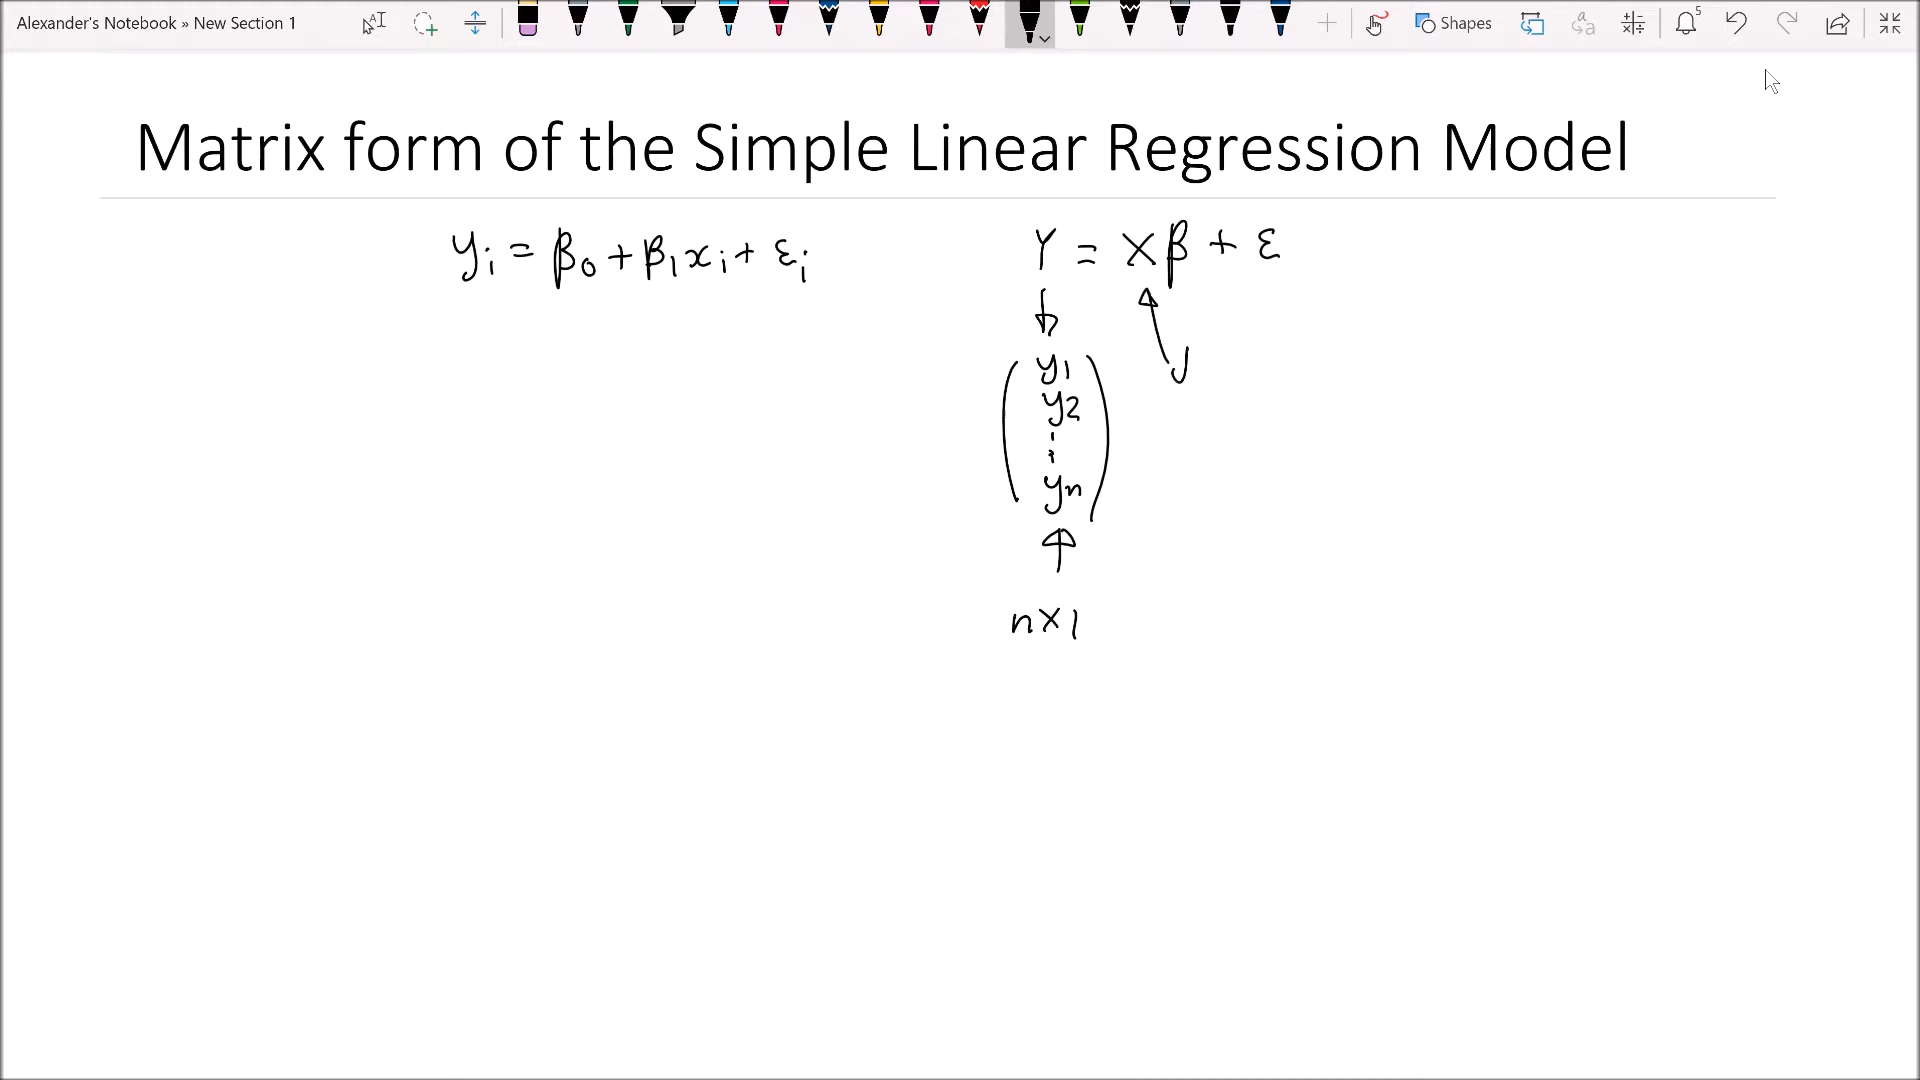 Alexander's Notebook » New Section 1
Shapes
5
Matrix form of the Simple Linear Regression Model
yᵢ = β₀ + β₁xᵢ + εᵢ
Y = Xβ + ε
y₁
y₂
⋮
yₙ
n×1